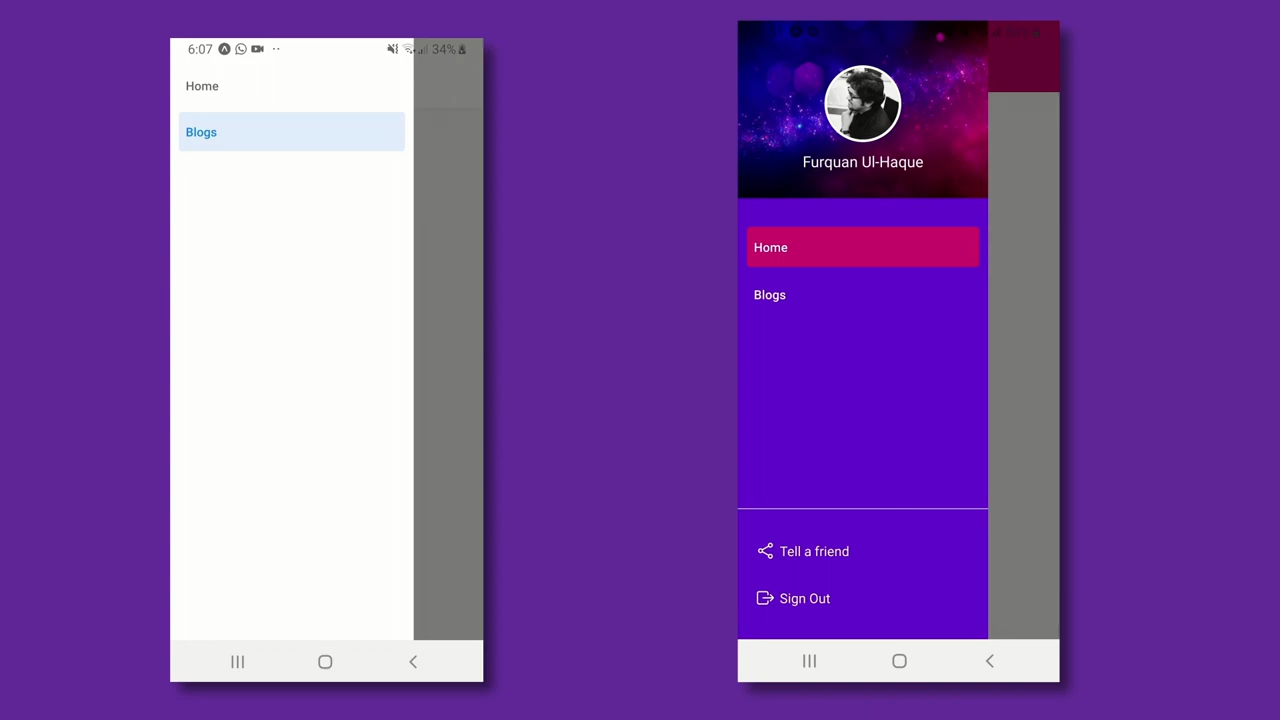 6:07
34%
Home
Blogs
Furquan Ul-Haque
Home
Blogs
Tell a friend
Sign Out